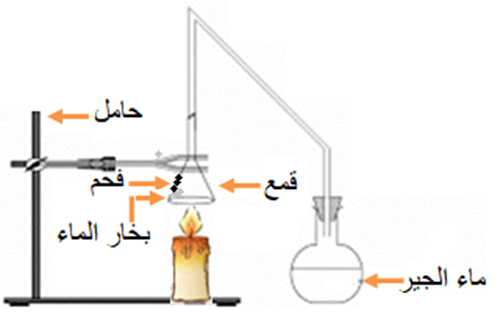 حامل
فحم
قمع
بخار الماء
ماء الجير